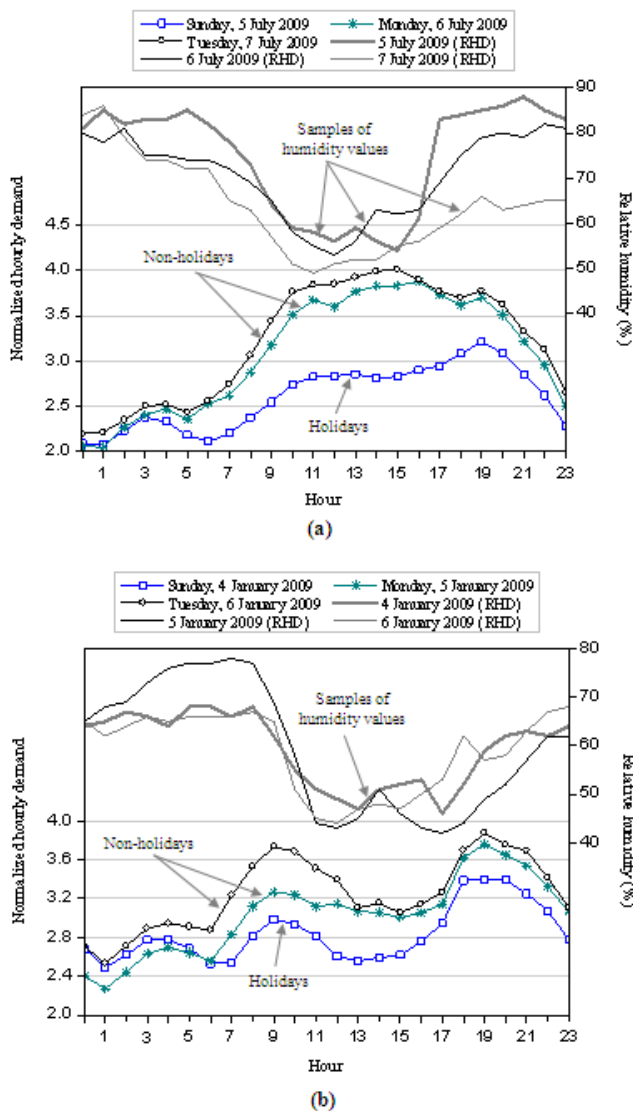 Sunday, 5 July 2009 Monday, 6 July 2009
Tuesday, 7 July 2009 5 July 2009 (RHD)
6 July 2009 (RHD) 7 July 2009 (RHD)
Normalized hourly demand
4.5
4.0
3.5
3.0
2.5
2.0
Samples of
humidity values
Non-holidays
Holidays
90
80
70
60
50
40
Relative humidity (%)
1 3 5 7 9 11 13 15 17 19 21 23
Hour
(a)
Sunday, 4 January 2009 Monday, 5 January 2009
Tuesday, 6 January 2009 4 January 2009 (RHD)
5 January 2009 (RHD) 6 January 2009 (RHD)
Normalized hourly demand
4.0
3.6
3.2
2.8
2.4
2.0
Samples of
humidity values
Non-holidays
Holidays
80
70
60
50
40
Relative humidity (%)
1 3 5 7 9 11 13 15 17 19 21 23
Hour
(b)